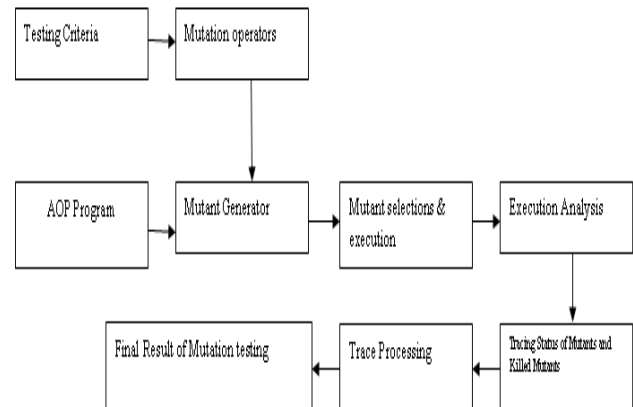 Testing Criteria
Mutation operators
AOP Program
Mutant Generator
Mutant selections &
execution
Execution Analysis
Final Result of Mutation testing
Trace Processing
Tracing Status of Mutants and
Killed Mutants